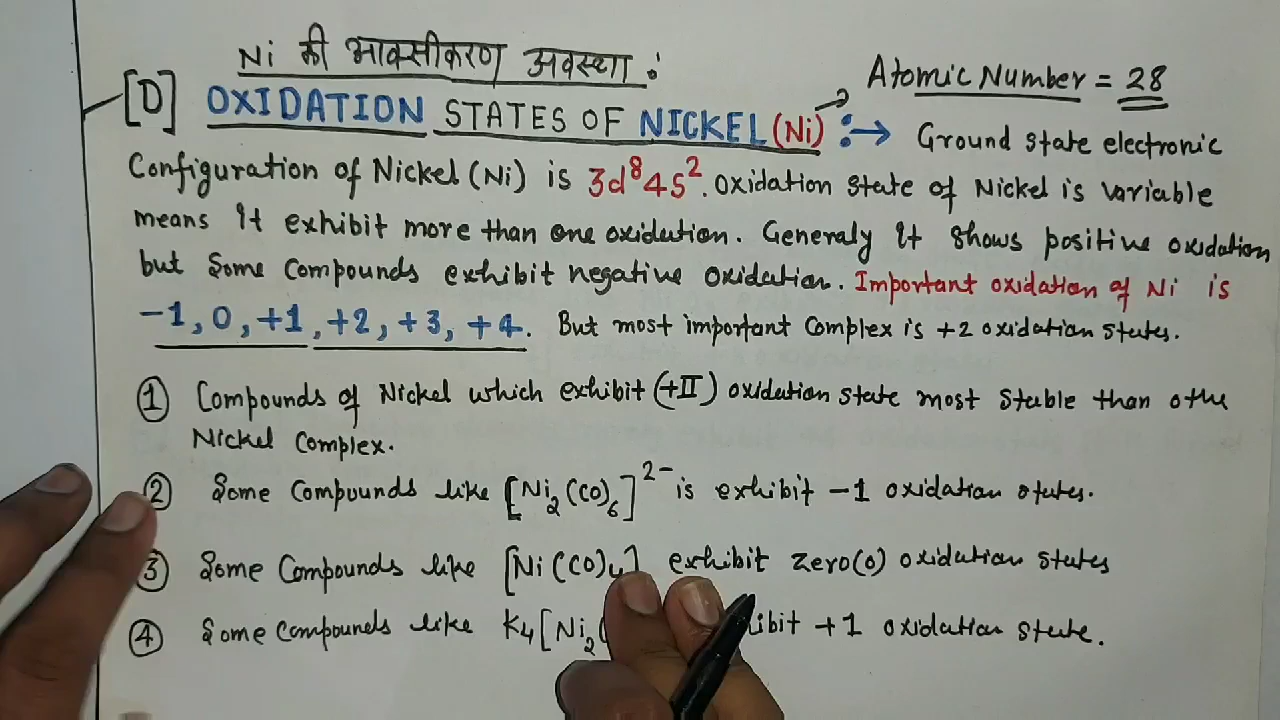 Ni की आक्सीकरण अवस्था :
Atomic Number = 28
[D] OXIDATION STATES OF NICKEL (Ni) :→ Ground state electronic
Configuration of Nickel (Ni) is 3d⁸4s². Oxidation state of Nickel is variable
means It exhibit more than one oxidution. Generaly It shows positive oxidation
but some compounds exhibit negative oxidation. Important oxidation of Ni is
-1, 0, +1, +2, +3, +4. But most important complex is +2 oxidation states.
① Compounds of Nickel which exhibit (+II) oxidation state most stable than othe
Nickel complex.
② Some compounds like [Ni₂(CO)₆]²⁻ is exhibit -1 oxidation states.
③ Some compounds like [Ni(CO)₄] exhibit zero(0) oxidation states
④ Some compounds like K₄[Ni₂( ibit +1 oxidation state.